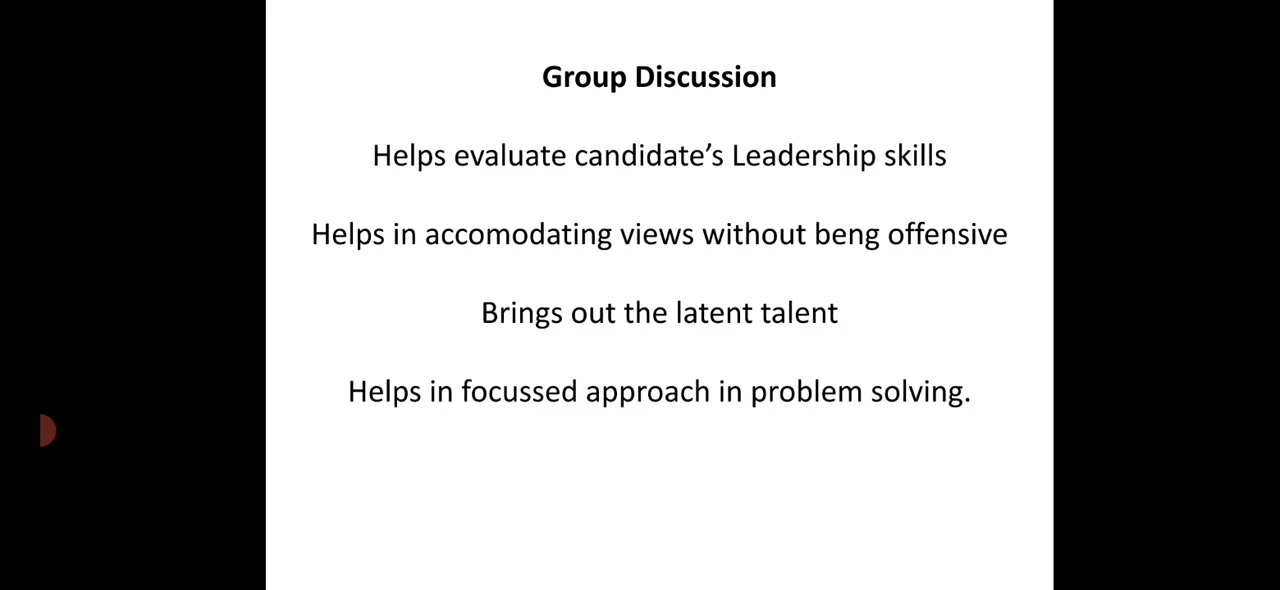 Group Discussion
Helps evaluate candidate’s Leadership skills
Helps in accomodating views without beng offensive
Brings out the latent talent
Helps in focussed approach in problem solving.